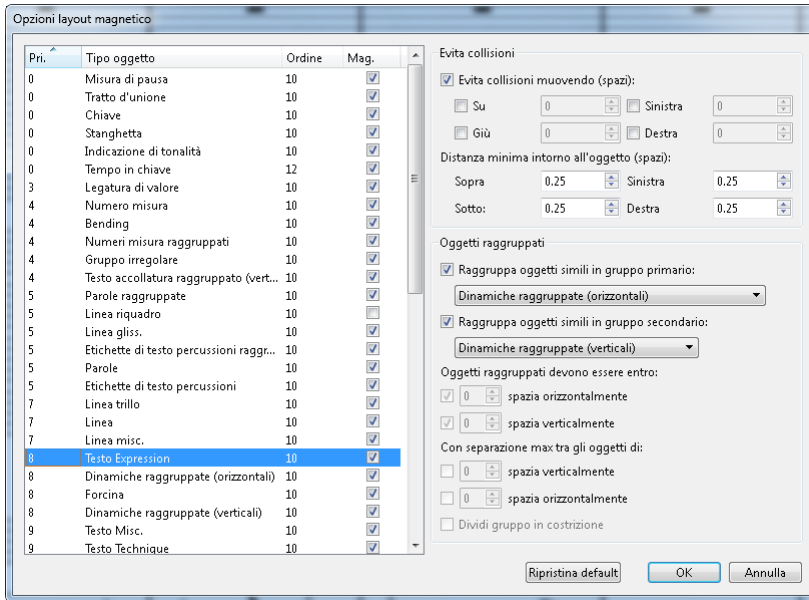 Opzioni layout magnetico
Pri. Tipo oggetto Ordine Mag.
0 Misura di pausa 10
0 Tratto d'unione 10
0 Chiave 10
0 Stanghetta 10
0 Indicazione di tonalità 10
0 Tempo in chiave 12
3 Legatura di valore 10
4 Numero misura 10
4 Bending 10
4 Numeri misura raggruppati 10
4 Gruppo irregolare 10
4 Testo accollatura raggruppato (vert... 10
5 Parole raggruppate 10
5 Linea riquadro 10
5 Linea gliss. 10
5 Etichette di testo percussioni raggr... 10
5 Parole 10
5 Etichette di testo percussioni 10
7 Linea trillo 10
7 Linea 10
7 Linea misc. 10
8 Testo Expression 10
8 Dinamiche raggruppate (orizzontali) 10
8 Forcina 10
8 Dinamiche raggruppate (verticali) 10
9 Testo Misc. 10
9 Testo Technique 10
Evita collisioni
Evita collisioni muovendo (spazi):
Su 0 Sinistra 0
Giù 0 Destra 0
Distanza minima intorno all'oggetto (spazi):
Sopra 0.25 Sinistra 0.25
Sotto: 0.25 Destra 0.25
Oggetti raggruppati
Raggruppa oggetti simili in gruppo primario:
Dinamiche raggruppate (orizzontali)
Raggruppa oggetti simili in gruppo secondario:
Dinamiche raggruppate (verticali)
Oggetti raggruppati devono essere entro:
0 spazia orizzontalmente
0 spazia verticalmente
Con separazione max tra gli oggetti di:
0 spazia verticalmente
0 spazia orizzontalmente
Dividi gruppo in costrizione
Ripristina default OK Annulla